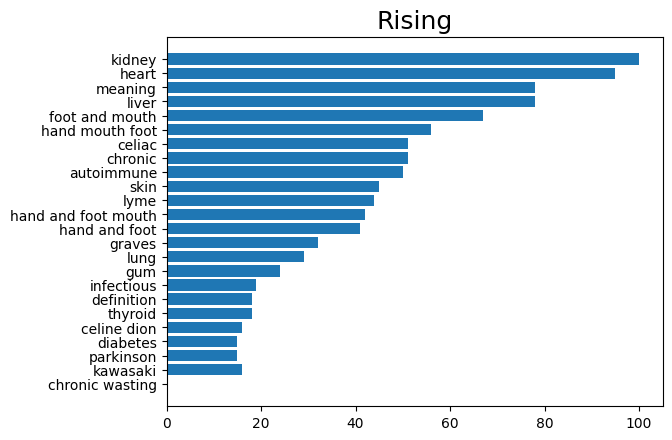 Rising
kidney
heart
meaning
liver
foot and mouth
hand mouth foot
celiac
chronic
autoimmune
skin
lyme
hand and foot mouth
hand and foot
graves
lung
gum
infectious
definition
thyroid
celine dion
diabetes
parkinson
kawasaki
chronic wasting
0 20 40 60 80 100